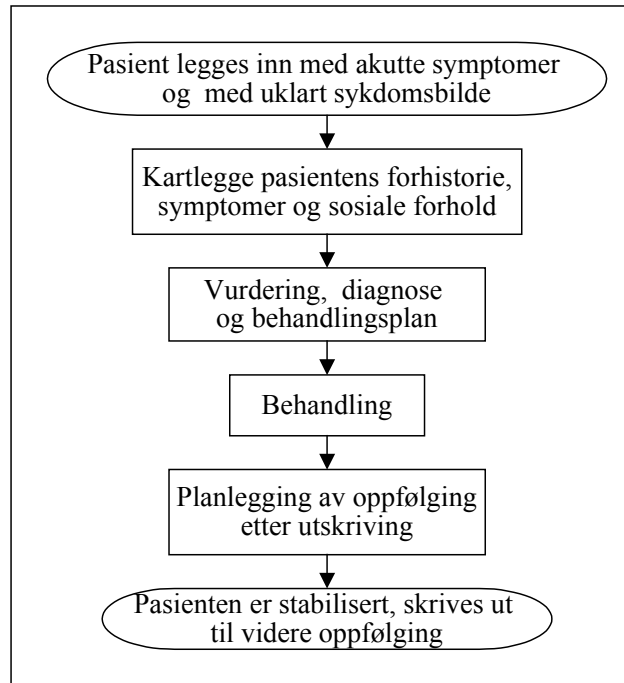 Pasient legges inn med akutte symptomer
og med uklart sykdomsbilde
Kartlegge pasientens forhistorie,
symptomer og sosiale forhold
Vurdering, diagnose
og behandlingsplan
Behandling
Planlegging av oppfølging
etter utskriving
Pasienten er stabilisert, skrives ut
til videre oppfølging